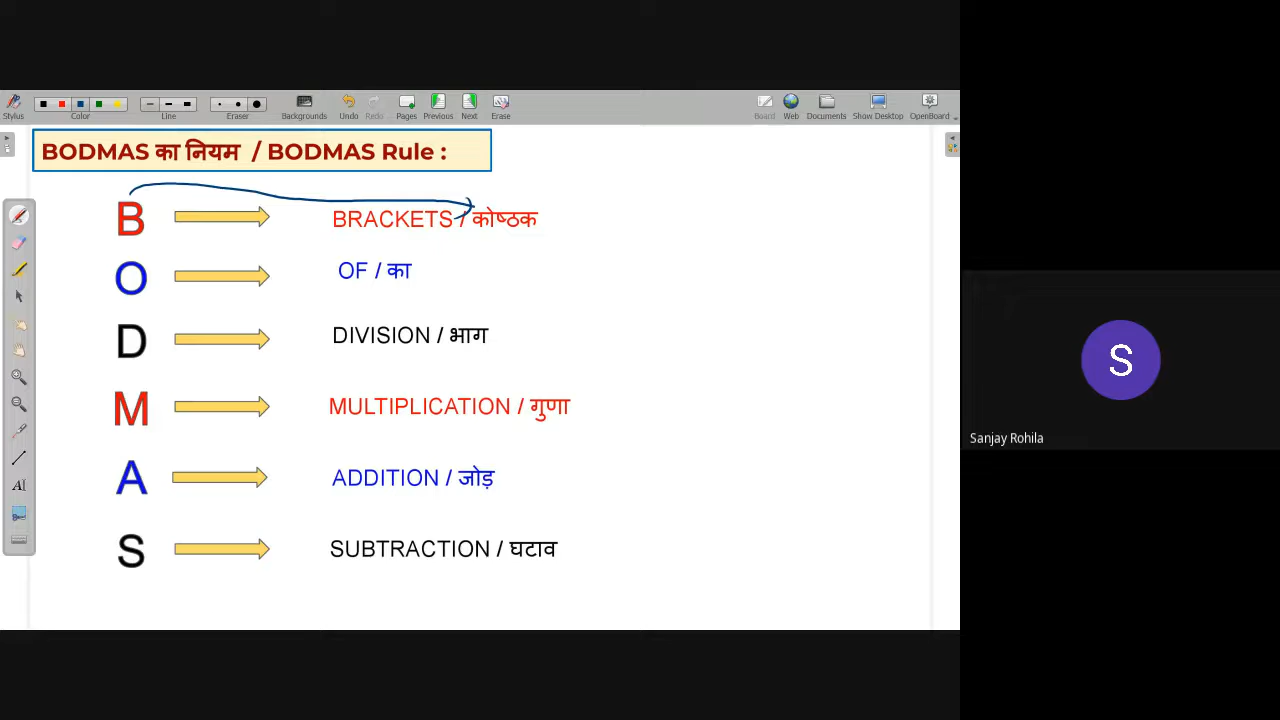 Stylus
Color
Line
Eraser
Backgrounds
Undo
Redo
Pages
Previous
Next
Erase
Board
Web
Documents
Show Desktop
OpenBoard
BODMAS का नियम / BODMAS Rule :
B BRACKETS / कोष्ठक
O OF / का
D DIVISION / भाग
M MULTIPLICATION / गुणा
A ADDITION / जोड़
S SUBTRACTION / घटाव
AI
S
Sanjay Rohila